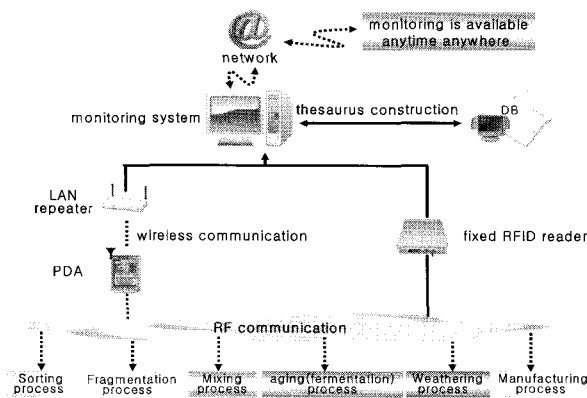 monitoring is available
anytime anywhere
network
monitoring system
thesaurus construction
DB
LAN
repeater
wireless communication
fixed RFID reader
PDA
RF communication
Sorting
process
Fragmentation
process
Mixing
process
aging(fermentation)
process
Weathering
process
Manufacturing
process